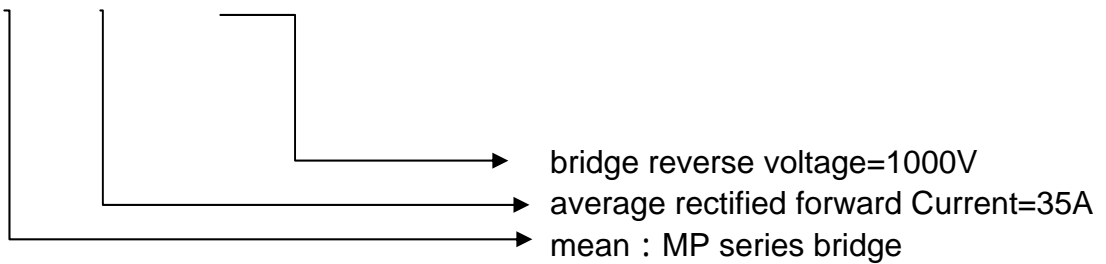 bridge reverse voltage=1000V
average rectified forward Current=35A
mean：MP series bridge